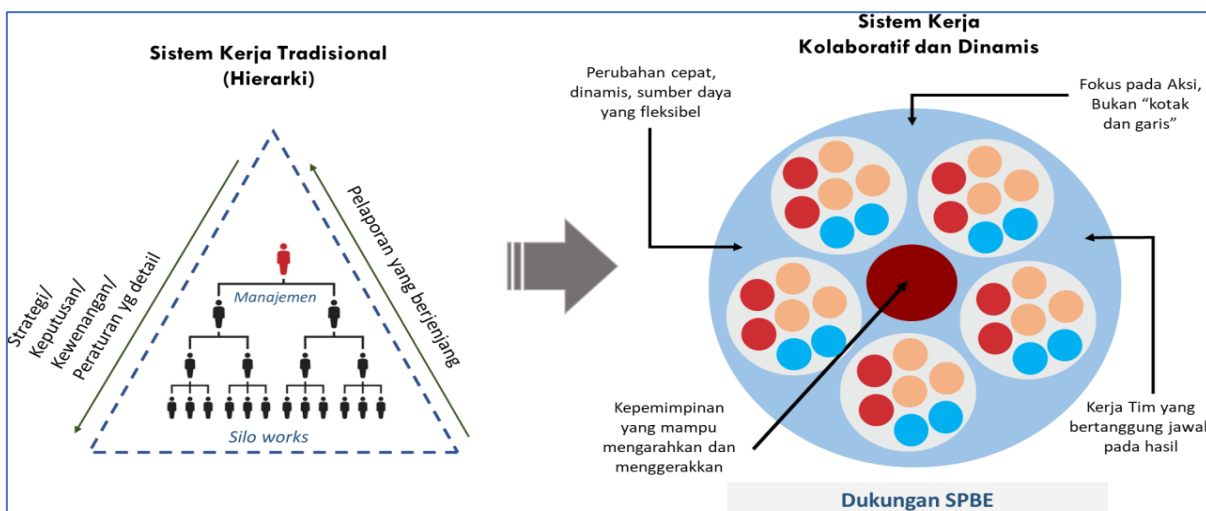 Sistem Kerja Tradisional
(Hierarki)
Strategi/
Keputusan/
Kewenangan/
Peraturan yg detail
Pelaporan yang berjenjang
Manajemen
Silo works
Sistem Kerja
Kolaboratif dan Dinamis
Perubahan cepat,
dinamis, sumber daya
yang fleksibel
Fokus pada Aksi,
Bukan “kotak
dan garis”
Kepemimpinan
yang mampu
mengarahkan dan
menggerakkan
Kerja Tim yang
bertanggung jawal
pada hasil
Dukungan SPBE